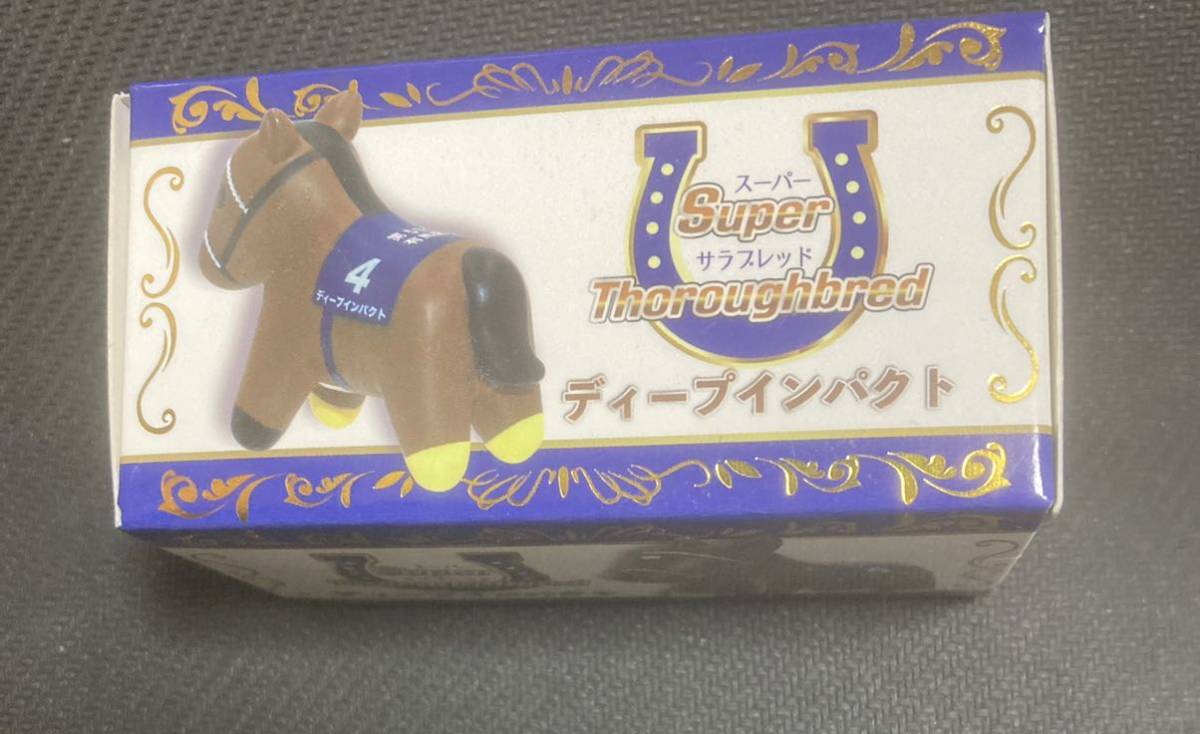 4
ディープインパクト
スーパー
Super
サラブレッド
Thoroughbred
ディープインパクト